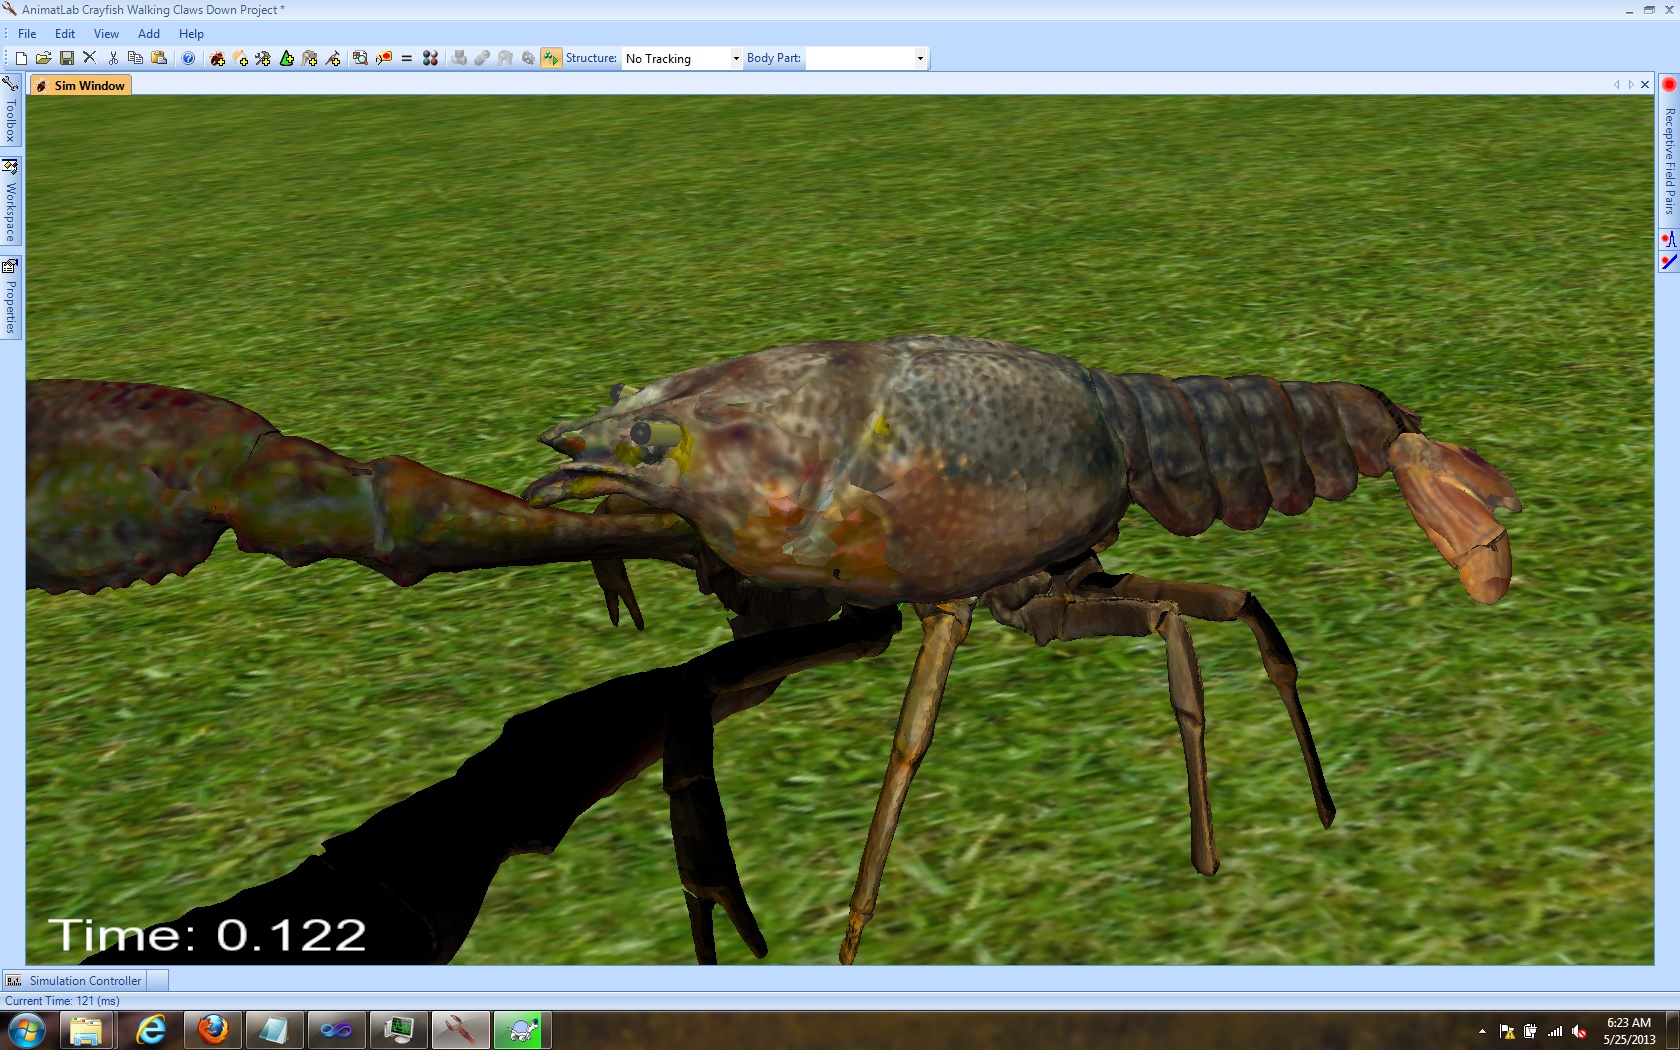 AnimatLab Crayfish Walking Claws Down Project *
File Edit View Add Help
Structure: No Tracking Body Part:
Sim Window
Toolbox
Workspace
Properties
Receptive Field Pairs
Time: 0.122
Simulation Controller
Current Time: 121 (ms)
6:23 AM
5/25/2013